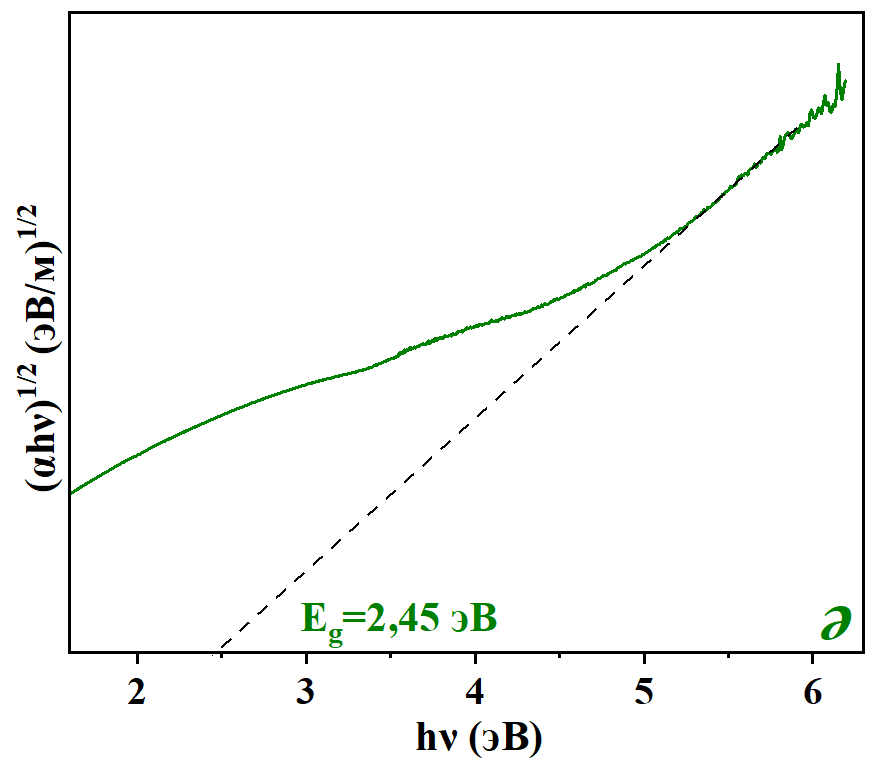 (αhν)^1/2 (эВ/м)^1/2
E_g=2,45 эВ
д
2 3 4 5 6
hν (эВ)